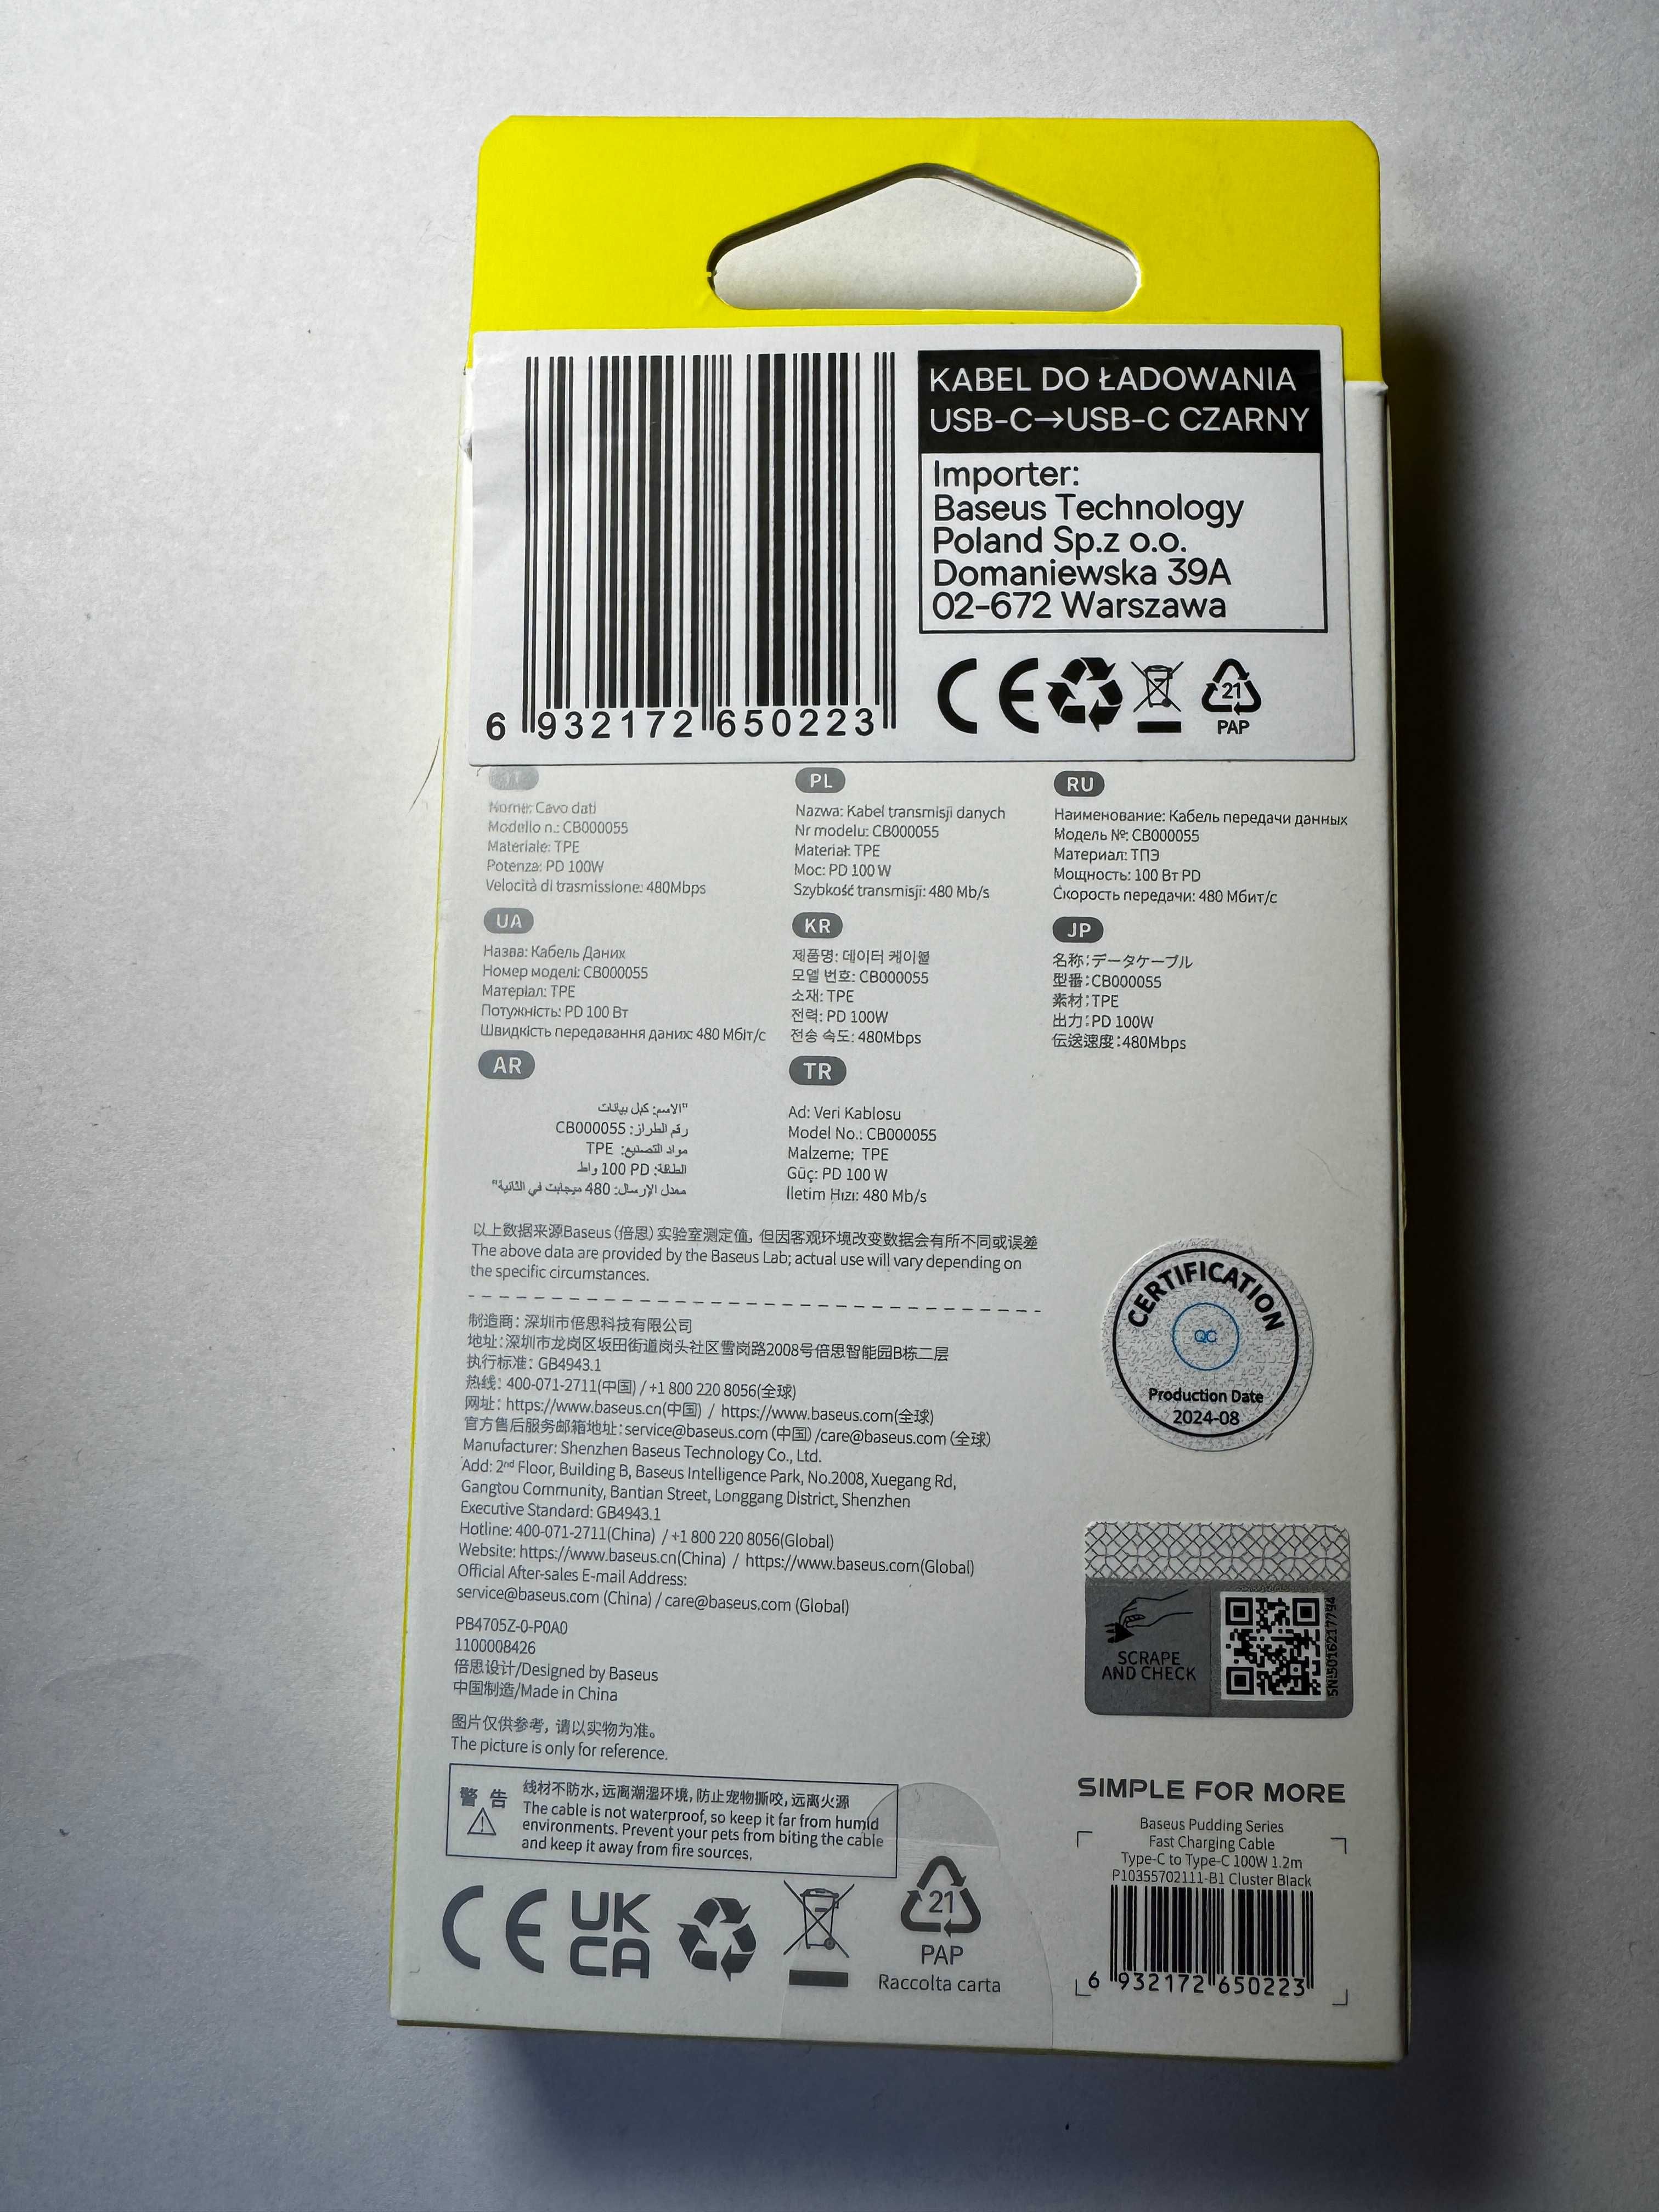 KABEL DO ŁADOWANIA
USB-C→USB-C CZARNY
Importer:
Baseus Technology
Poland Sp.z o.o.
Domaniewska 39A
02-672 Warszawa
6 932172 650223
21
PAP
IT
Nome: Cavo dati
Modello n.: CB000055
Materiale: TPE
Potenza: PD 100W
Velocità di trasmissione: 480Mbps
PL
Nazwa: Kabel transmisji danych
Nr modelu: CB000055
Materiał: TPE
Moc: PD 100 W
Szybkość transmisji: 480 Mb/s
RU
Наименование: Кабель передачи данных
Модель №: CB000055
Материал: ТПЭ
Мощность: 100 Вт PD
Скорость передачи: 480 Мбит/с
UA
Назва: Кабель Даних
Номер моделі: CB000055
Матеріал: TPE
Потужність: PD 100 Вт
Швидкість передавання даних: 480 Мбіт/с
KR
제품명: 데이터 케이블
모델 번호: CB000055
소재: TPE
전력: PD 100W
전송 속도: 480Mbps
JP
名称：データケーブル
型番：CB000055
素材：TPE
出力：PD 100W
伝送速度：480Mbps
AR
"الاسم: كبل بيانات
رقم الطراز: CB000055
مواد التصنيع: TPE
الطاقة: PD 100 واط
معدل الإرسال: 480 ميجابت في الثانية"
TR
Ad: Veri Kablosu
Model No.: CB000055
Malzeme: TPE
Güç: PD 100 W
İletim Hızı: 480 Mb/s
以上数据来源Baseus（倍思）实验室测定值，但因客观环境改变数据会有所不同或误差
The above data are provided by the Baseus Lab; actual use will vary depending on
the specific circumstances.
制造商：深圳市倍思科技有限公司
地址：深圳市龙岗区坂田街道岗头社区雪岗路2008号倍思智能园B栋二层
执行标准：GB4943.1
热线：400-071-2711(中国) / +1 800 220 8056(全球)
网址：https://www.baseus.cn(中国) / https://www.baseus.com(全球)
官方售后服务邮箱地址：service@baseus.com (中国) /care@baseus.com (全球)
Manufacturer: Shenzhen Baseus Technology Co., Ltd.
Add: 2nd Floor, Building B, Baseus Intelligence Park, No.2008, Xuegang Rd,
Gangtou Community, Bantian Street, Longgang District, Shenzhen
Executive Standard: GB4943.1
Hotline: 400-071-2711(China) / +1 800 220 8056(Global)
Website: https://www.baseus.cn(China) / https://www.baseus.com(Global)
Official After-sales E-mail Address:
service@baseus.com (China) / care@baseus.com (Global)
PB4705Z-0-P0A0
1100008426
倍思设计/Designed by Baseus
中国制造/Made in China
图片仅供参考，请以实物为准。
The picture is only for reference.
警 告
线材不防水，远离潮湿环境，防止宠物撕咬，远离火源
The cable is not waterproof, so keep it far from humid
environments. Prevent your pets from biting the cable
and keep it away from fire sources.
CE
UK
CA
21
PAP
Raccolta carta
CERTIFICATION
QC
Production Date
2024-08
SCRAPE
AND CHECK
SIMPLE FOR MORE
Baseus Pudding Series
Fast Charging Cable
Type-C to Type-C 100W 1.2m
P10355702111-B1 Cluster Black
6 932172 650223